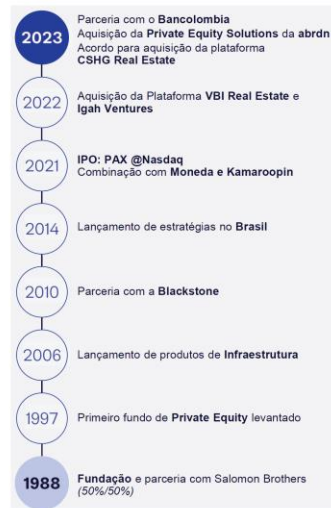 2023
Parceria com o Bancolombia
Aquisição da Private Equity Solutions da abrdn
Acordo para aquisição da plataforma
CSHG Real Estate
2022
Aquisição da Plataforma VBI Real Estate e
Igah Ventures
2021
IPO: PAX @Nasdaq
Combinação com Moneda e Kamaroopin
2014
Lançamento de estratégias no Brasil
2010
Parceria com a Blackstone
2006
Lançamento de produtos de Infraestrutura
1997
Primeiro fundo de Private Equity levantado
1988
Fundação e parceria com Salomon Brothers
(50%/50%)